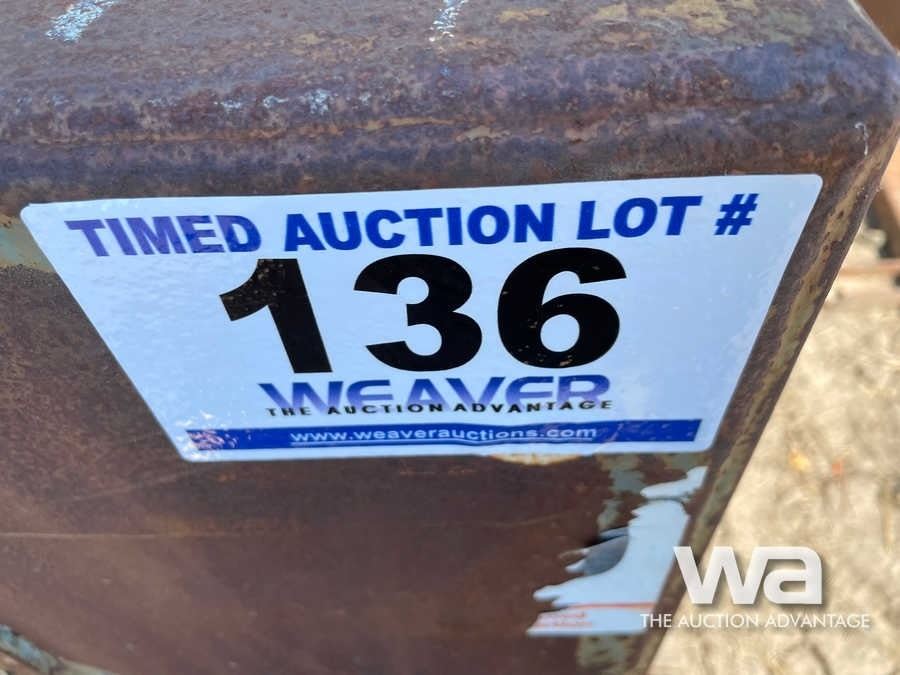 TIMED AUCTION LOT #
136
WEAVER
THE AUCTION ADVANTAGE
www.weaverauctions.com
wa
THE AUCTION ADVANTAGE